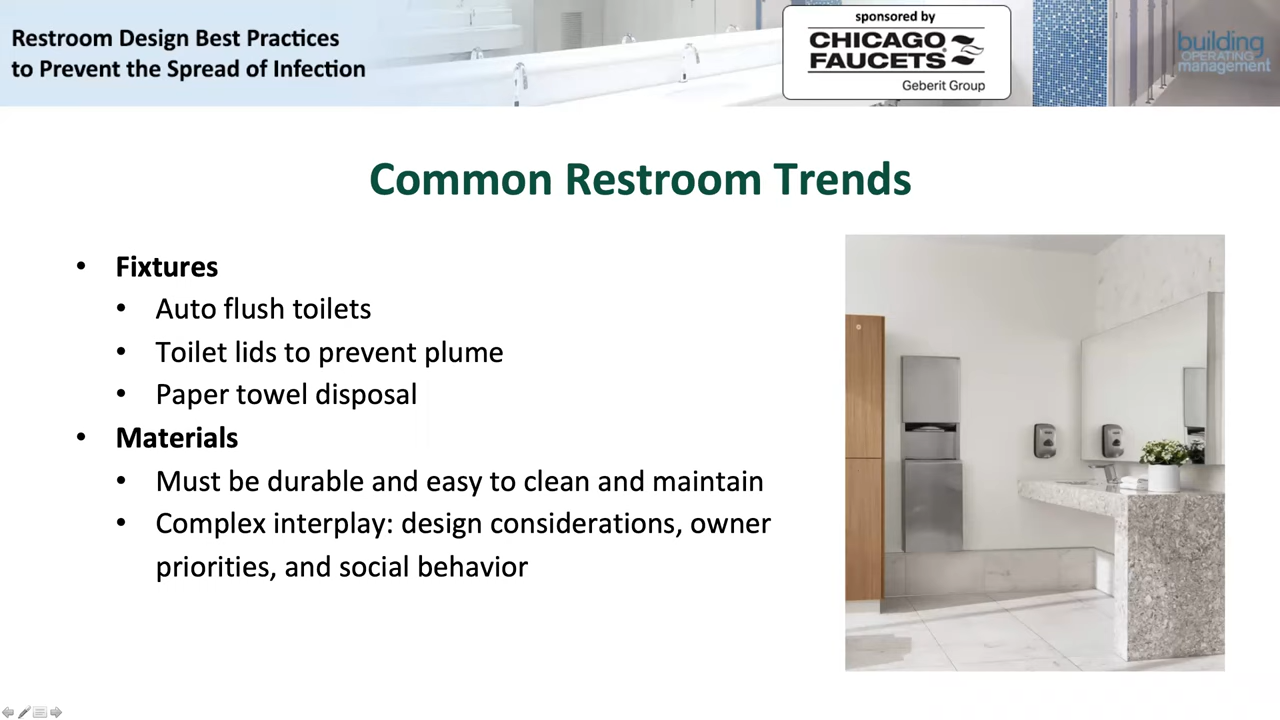 Restroom Design Best Practices
to Prevent the Spread of Infection
sponsored by
CHICAGO
FAUCETS
Geberit Group
building
OPERATING
management
Common Restroom Trends
• Fixtures
• Auto flush toilets
• Toilet lids to prevent plume
• Paper towel disposal
• Materials
• Must be durable and easy to clean and maintain
• Complex interplay: design considerations, owner
priorities, and social behavior